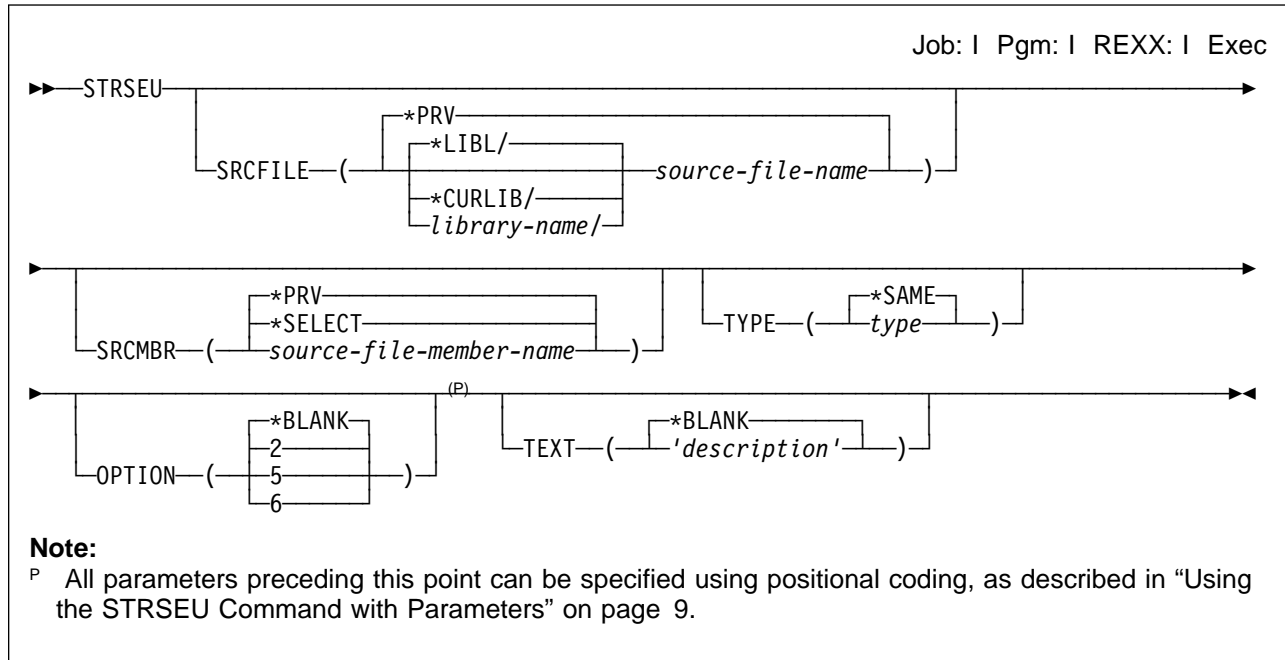 Job: I Pgm: I REXX: I Exec
STRSEU
*PRV
*LIBL/
SRCFILE ( source-file-name )
*CURLIB/
library-name/
*PRV *SAME
*SELECT TYPE ( type )
SRCMBR ( source-file-member-name )
(P)
*BLANK *BLANK
2 TEXT ( 'description' )
OPTION ( 5 )
6
Note:
P All parameters preceding this point can be specified using positional coding, as described in “Using
the STRSEU Command with Parameters” on page 9.